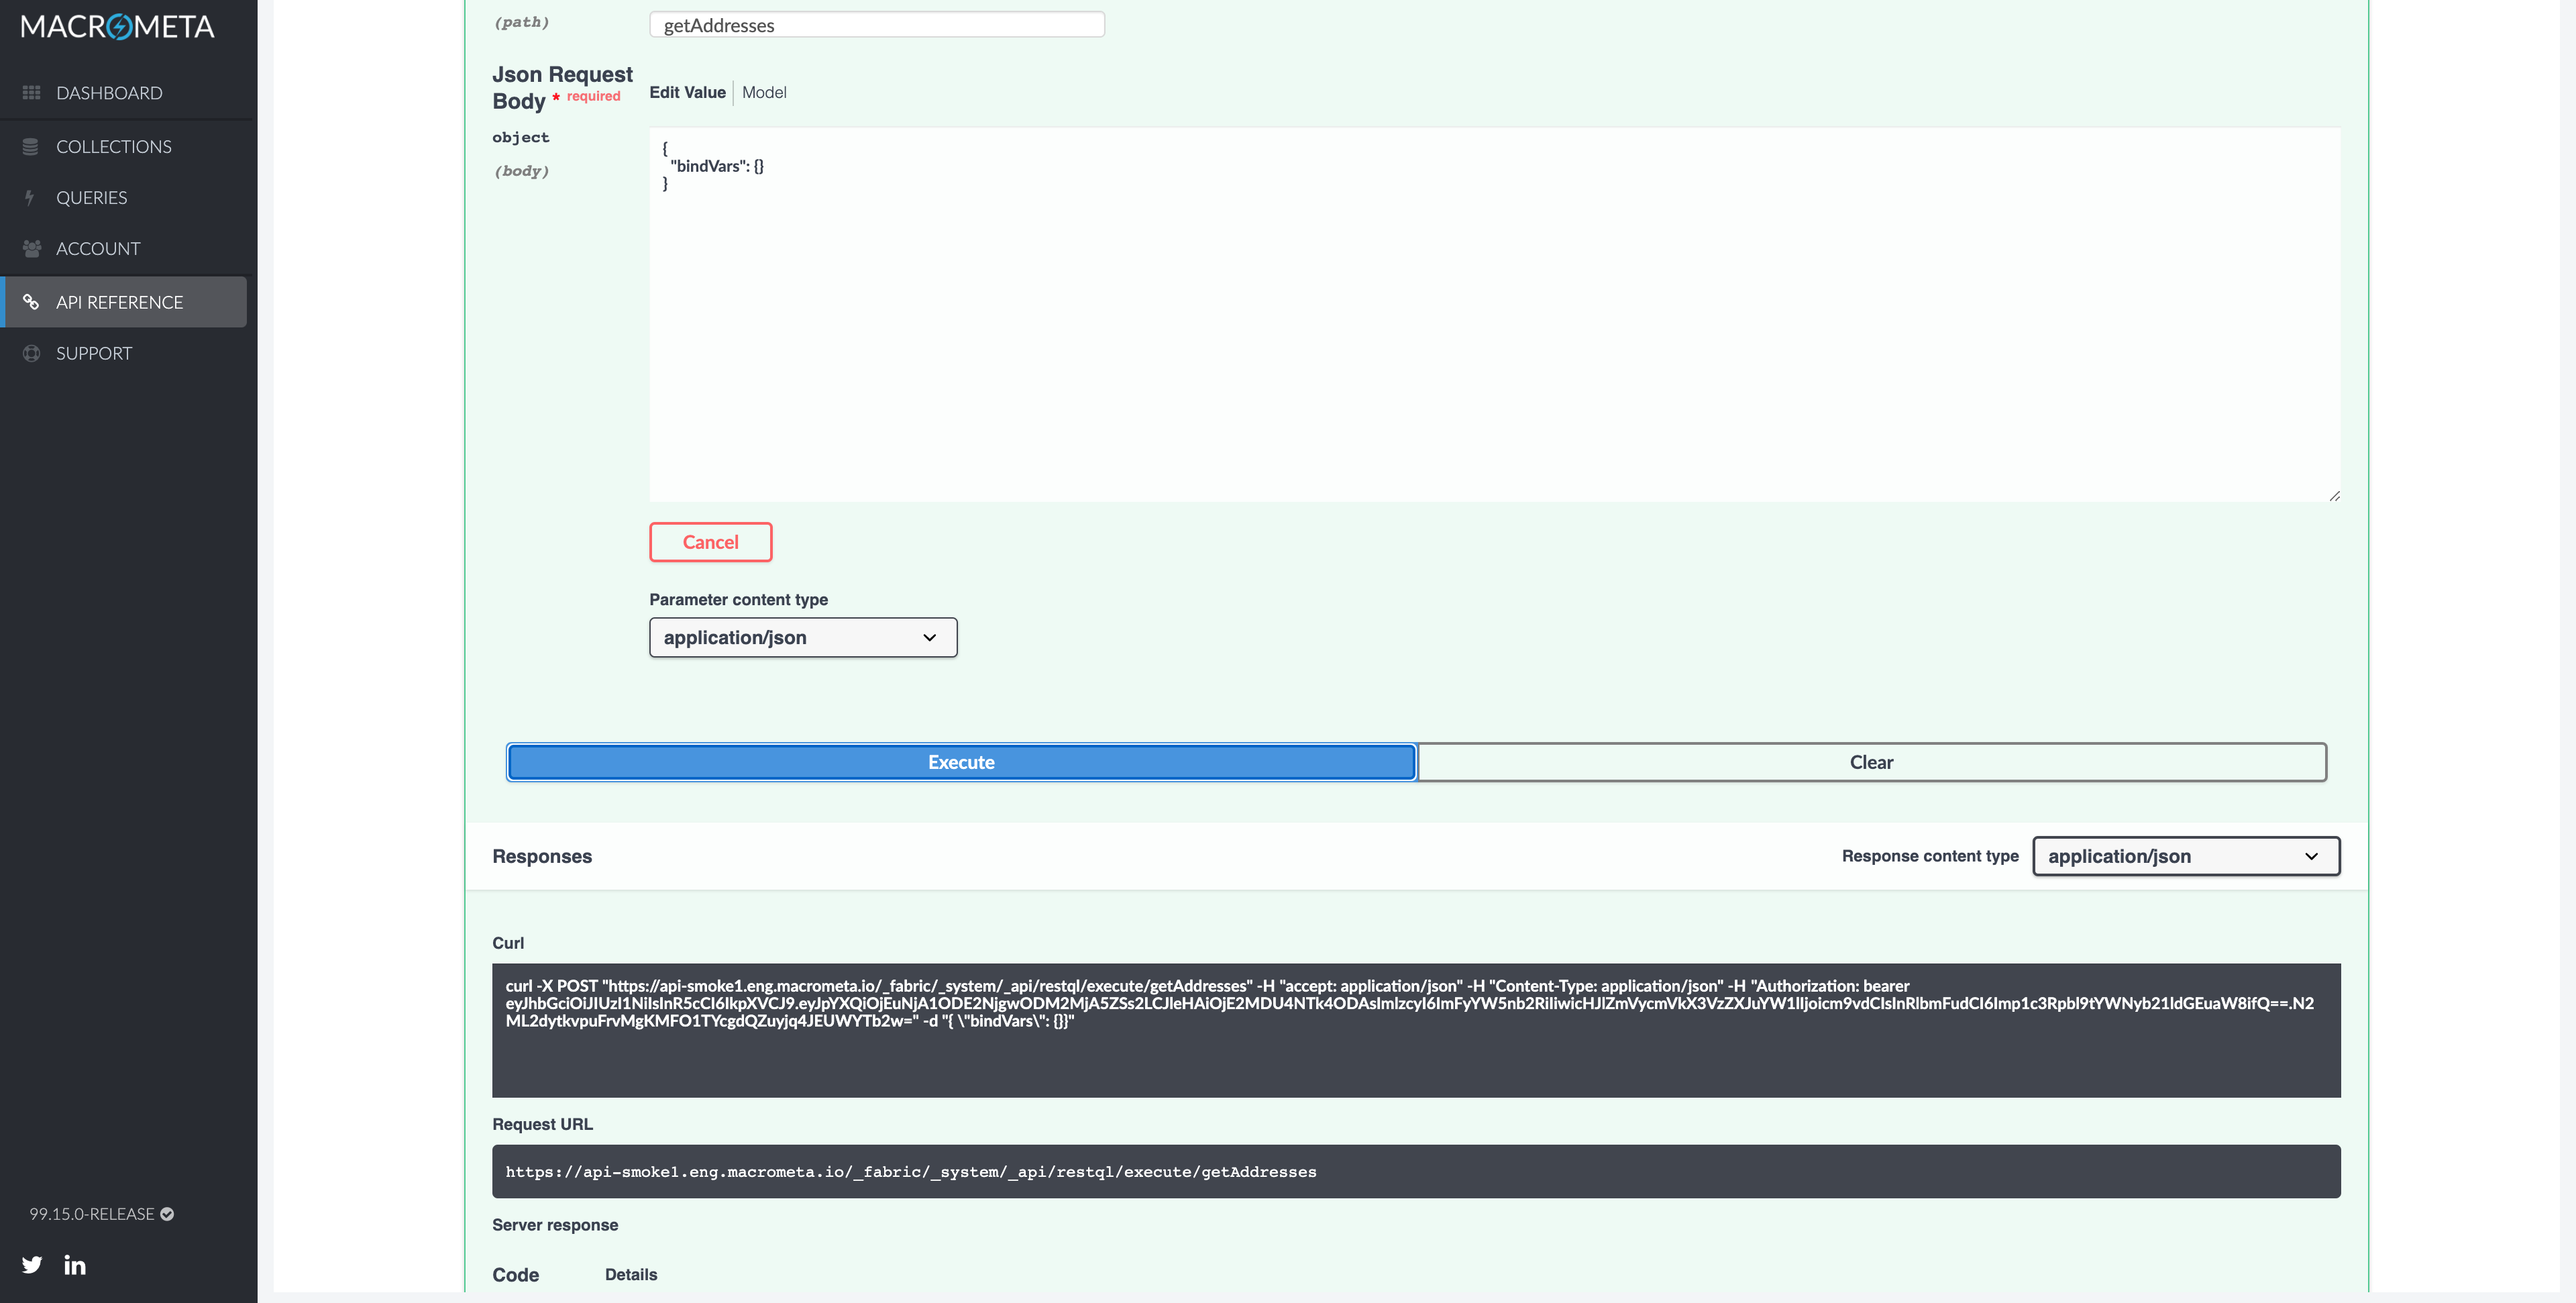 MACROMETA
DASHBOARD
COLLECTIONS
QUERIES
ACCOUNT
API REFERENCE
SUPPORT
99.15.0-RELEASE
in
(path)
getAddresses
Json Request
Body * required
Edit Value
Model
object
(body)
{
"bindVars": {}
}
Cancel
Parameter content type
application/json
Execute
Clear
Responses
Response content type
application/json
Curl
curl -X POST "https://api-smoke1.eng.macrometa.io/_fabric/_system/_api/restql/execute/getAddresses" -H "accept: application/json" -H "Content-Type: application/json" -H "Authorization: bearer
ML2dytkvpuFrvMgKMFO1TYcgdQZuyjq4JEUWYTb2w=" -d "{ \"bindVars\": {}}"
Request URL
https://api-smoke1.eng.macrometa.io/_fabric/_system/_api/restql/execute/getAddresses
Server response
Code
Details